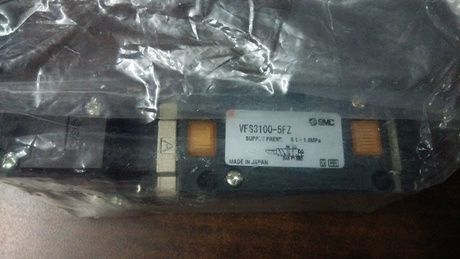 SMC
VFS3100-5FZ
SUPPLY PRESS. 0.1~1.0MPa
MADE IN JAPAN
A